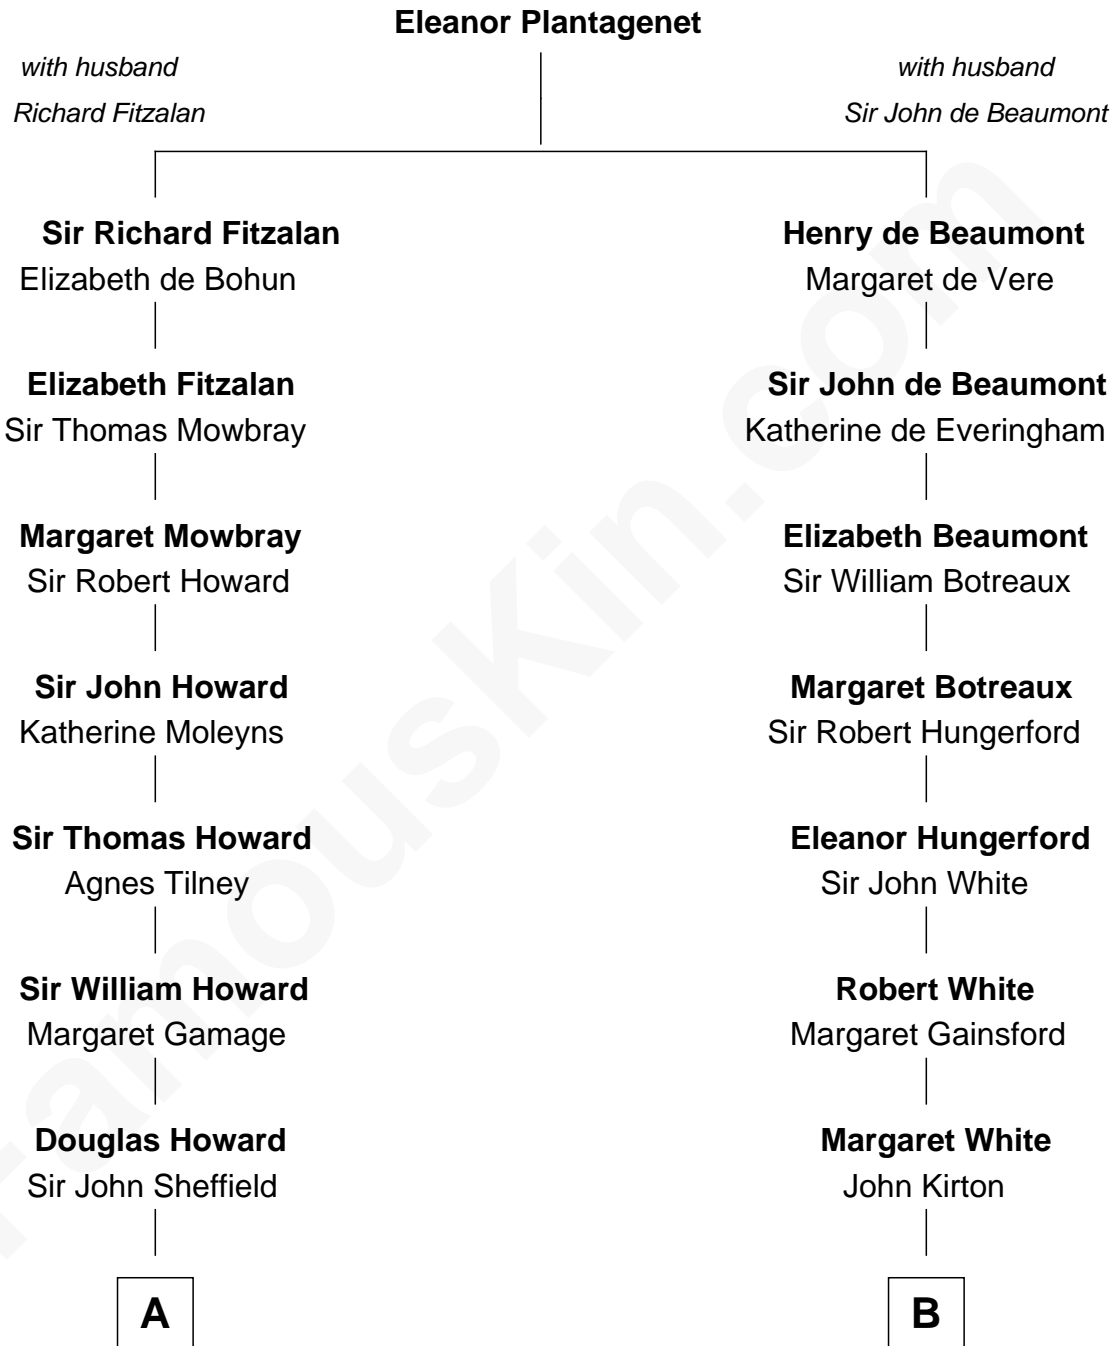 Eleanor Plantagenet
with husband
Richard Fitzalan
with husband
Sir John de Beaumont
Sir Richard Fitzalan
Elizabeth de Bohun
Henry de Beaumont
Margaret de Vere
Elizabeth Fitzalan
Sir Thomas Mowbray
Sir John de Beaumont
Katherine de Everingham
Margaret Mowbray
Sir Robert Howard
Elizabeth Beaumont
Sir William Botreaux
Sir John Howard
Katherine Moleyns
Margaret Botreaux
Sir Robert Hungerford
Sir Thomas Howard
Agnes Tilney
Eleanor Hungerford
Sir John White
Sir William Howard
Margaret Gamage
Robert White
Margaret Gainsford
Douglas Howard
Sir John Sheffield
Margaret White
John Kirton
A
B
FamousKin.com